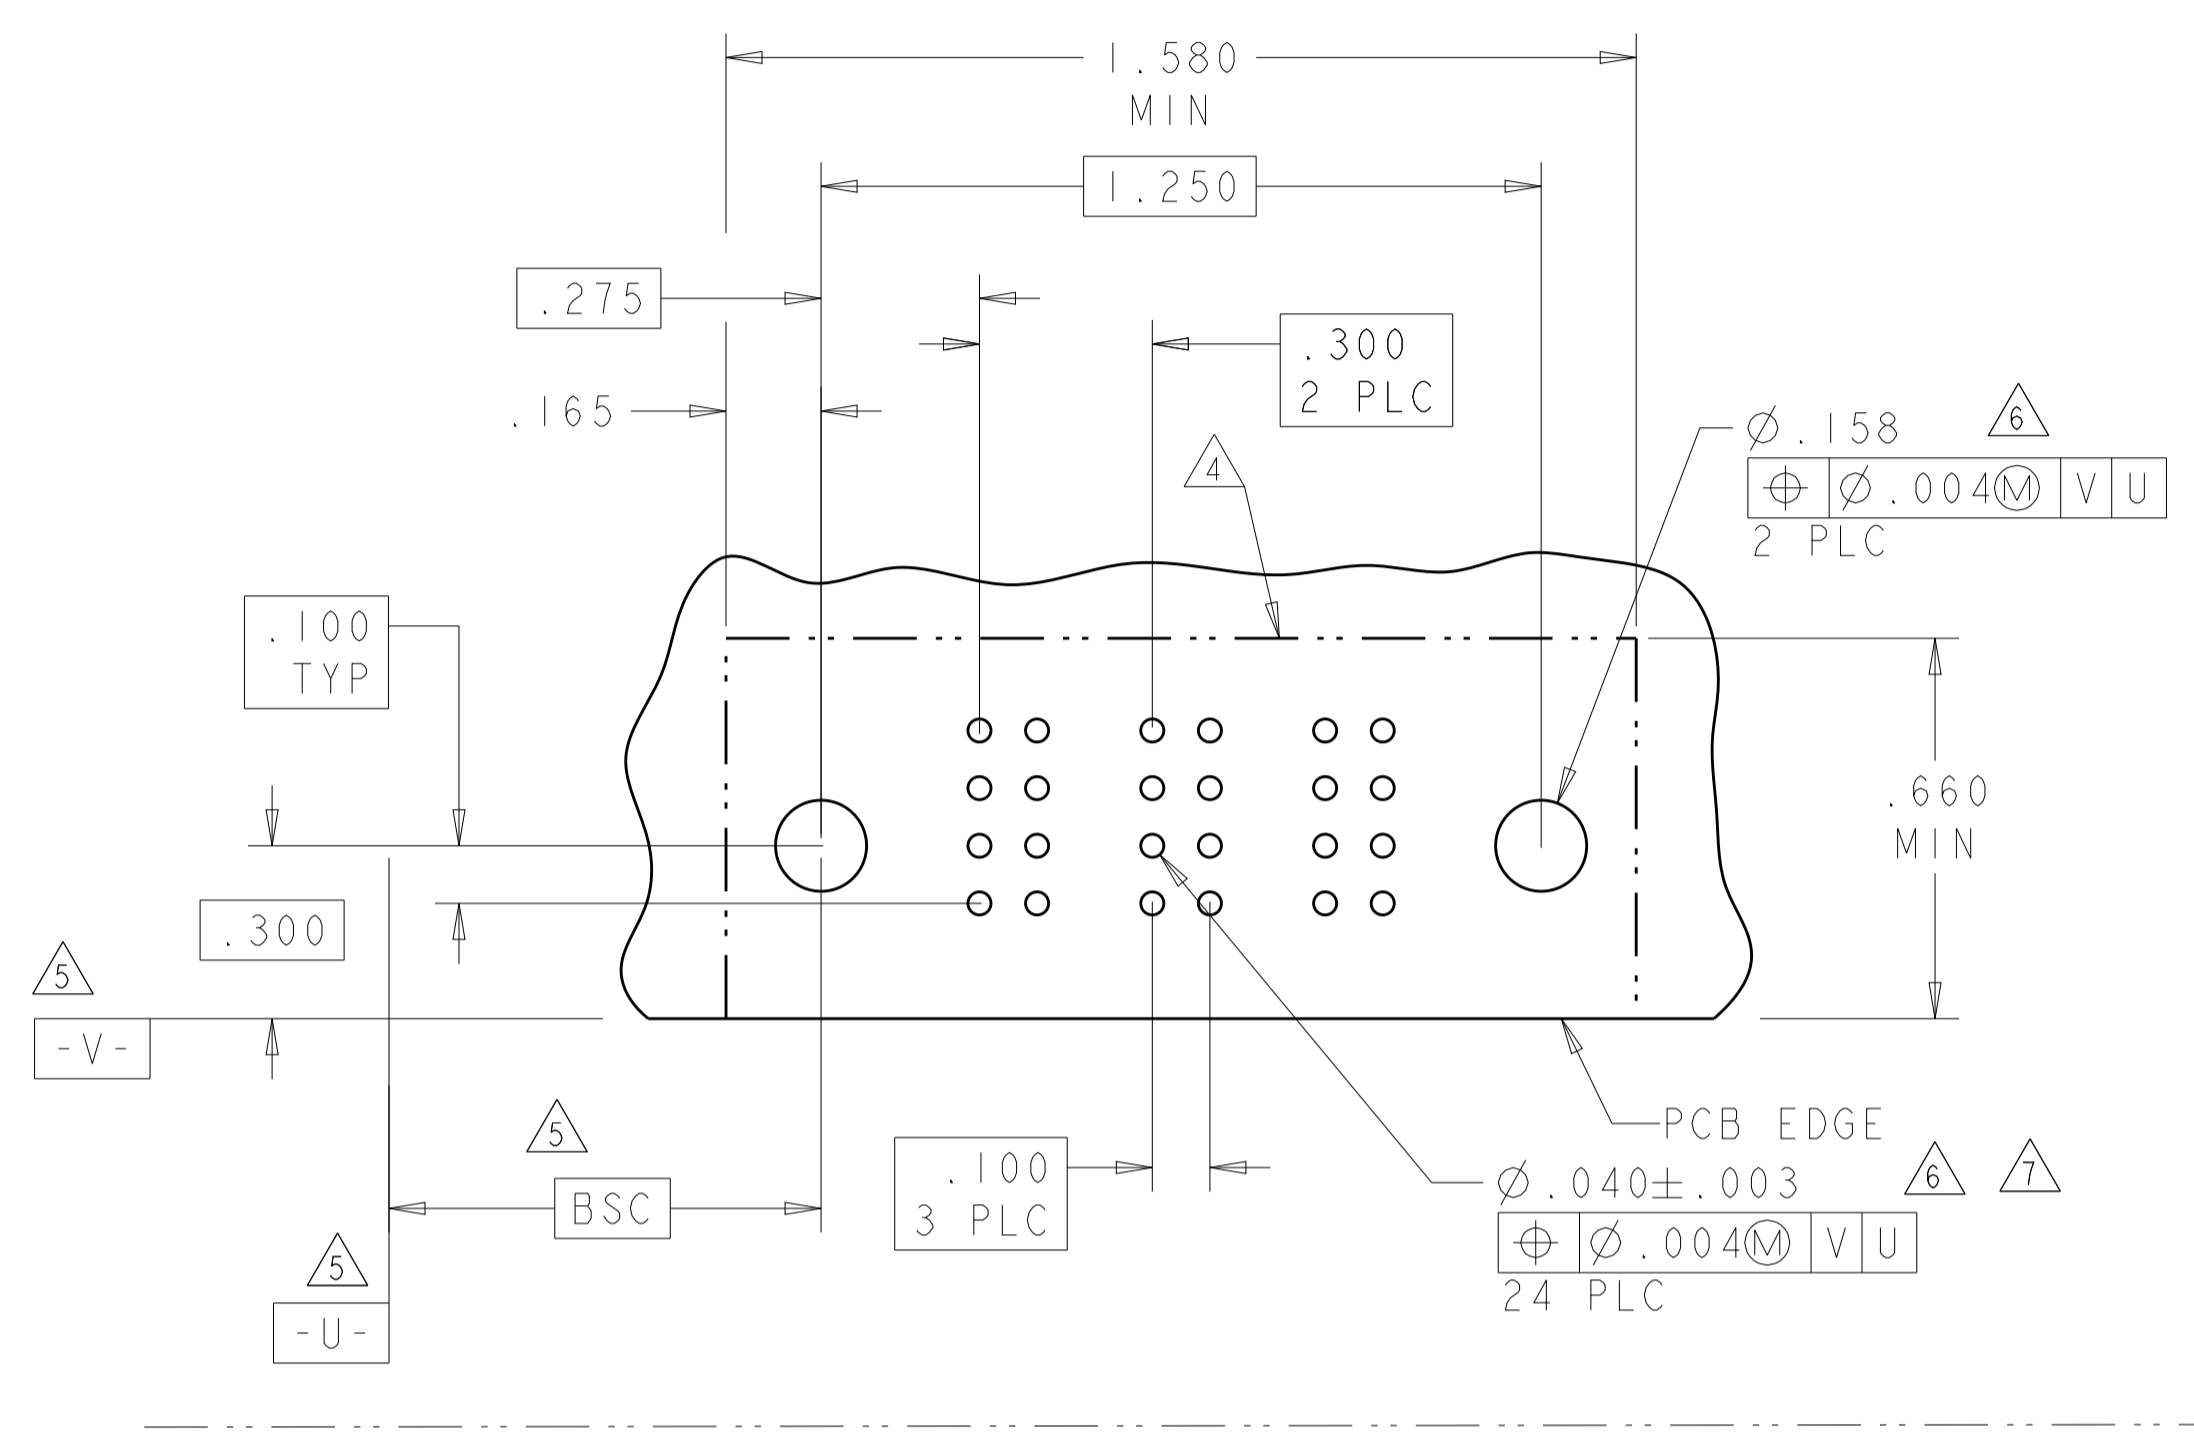 1.580
MIN
1.250
.275
.300
2 PLC
.165
4
⌀.158
6
⌖ ⌀.004Ⓜ V U
2 PLC
.100
TYP
.660
MIN
.300
5
-V-
PCB EDGE
5
BSC
.100
3 PLC
⌀.040±.003
6
7
⌖ ⌀.004Ⓜ V U
24 PLC
5
-U-